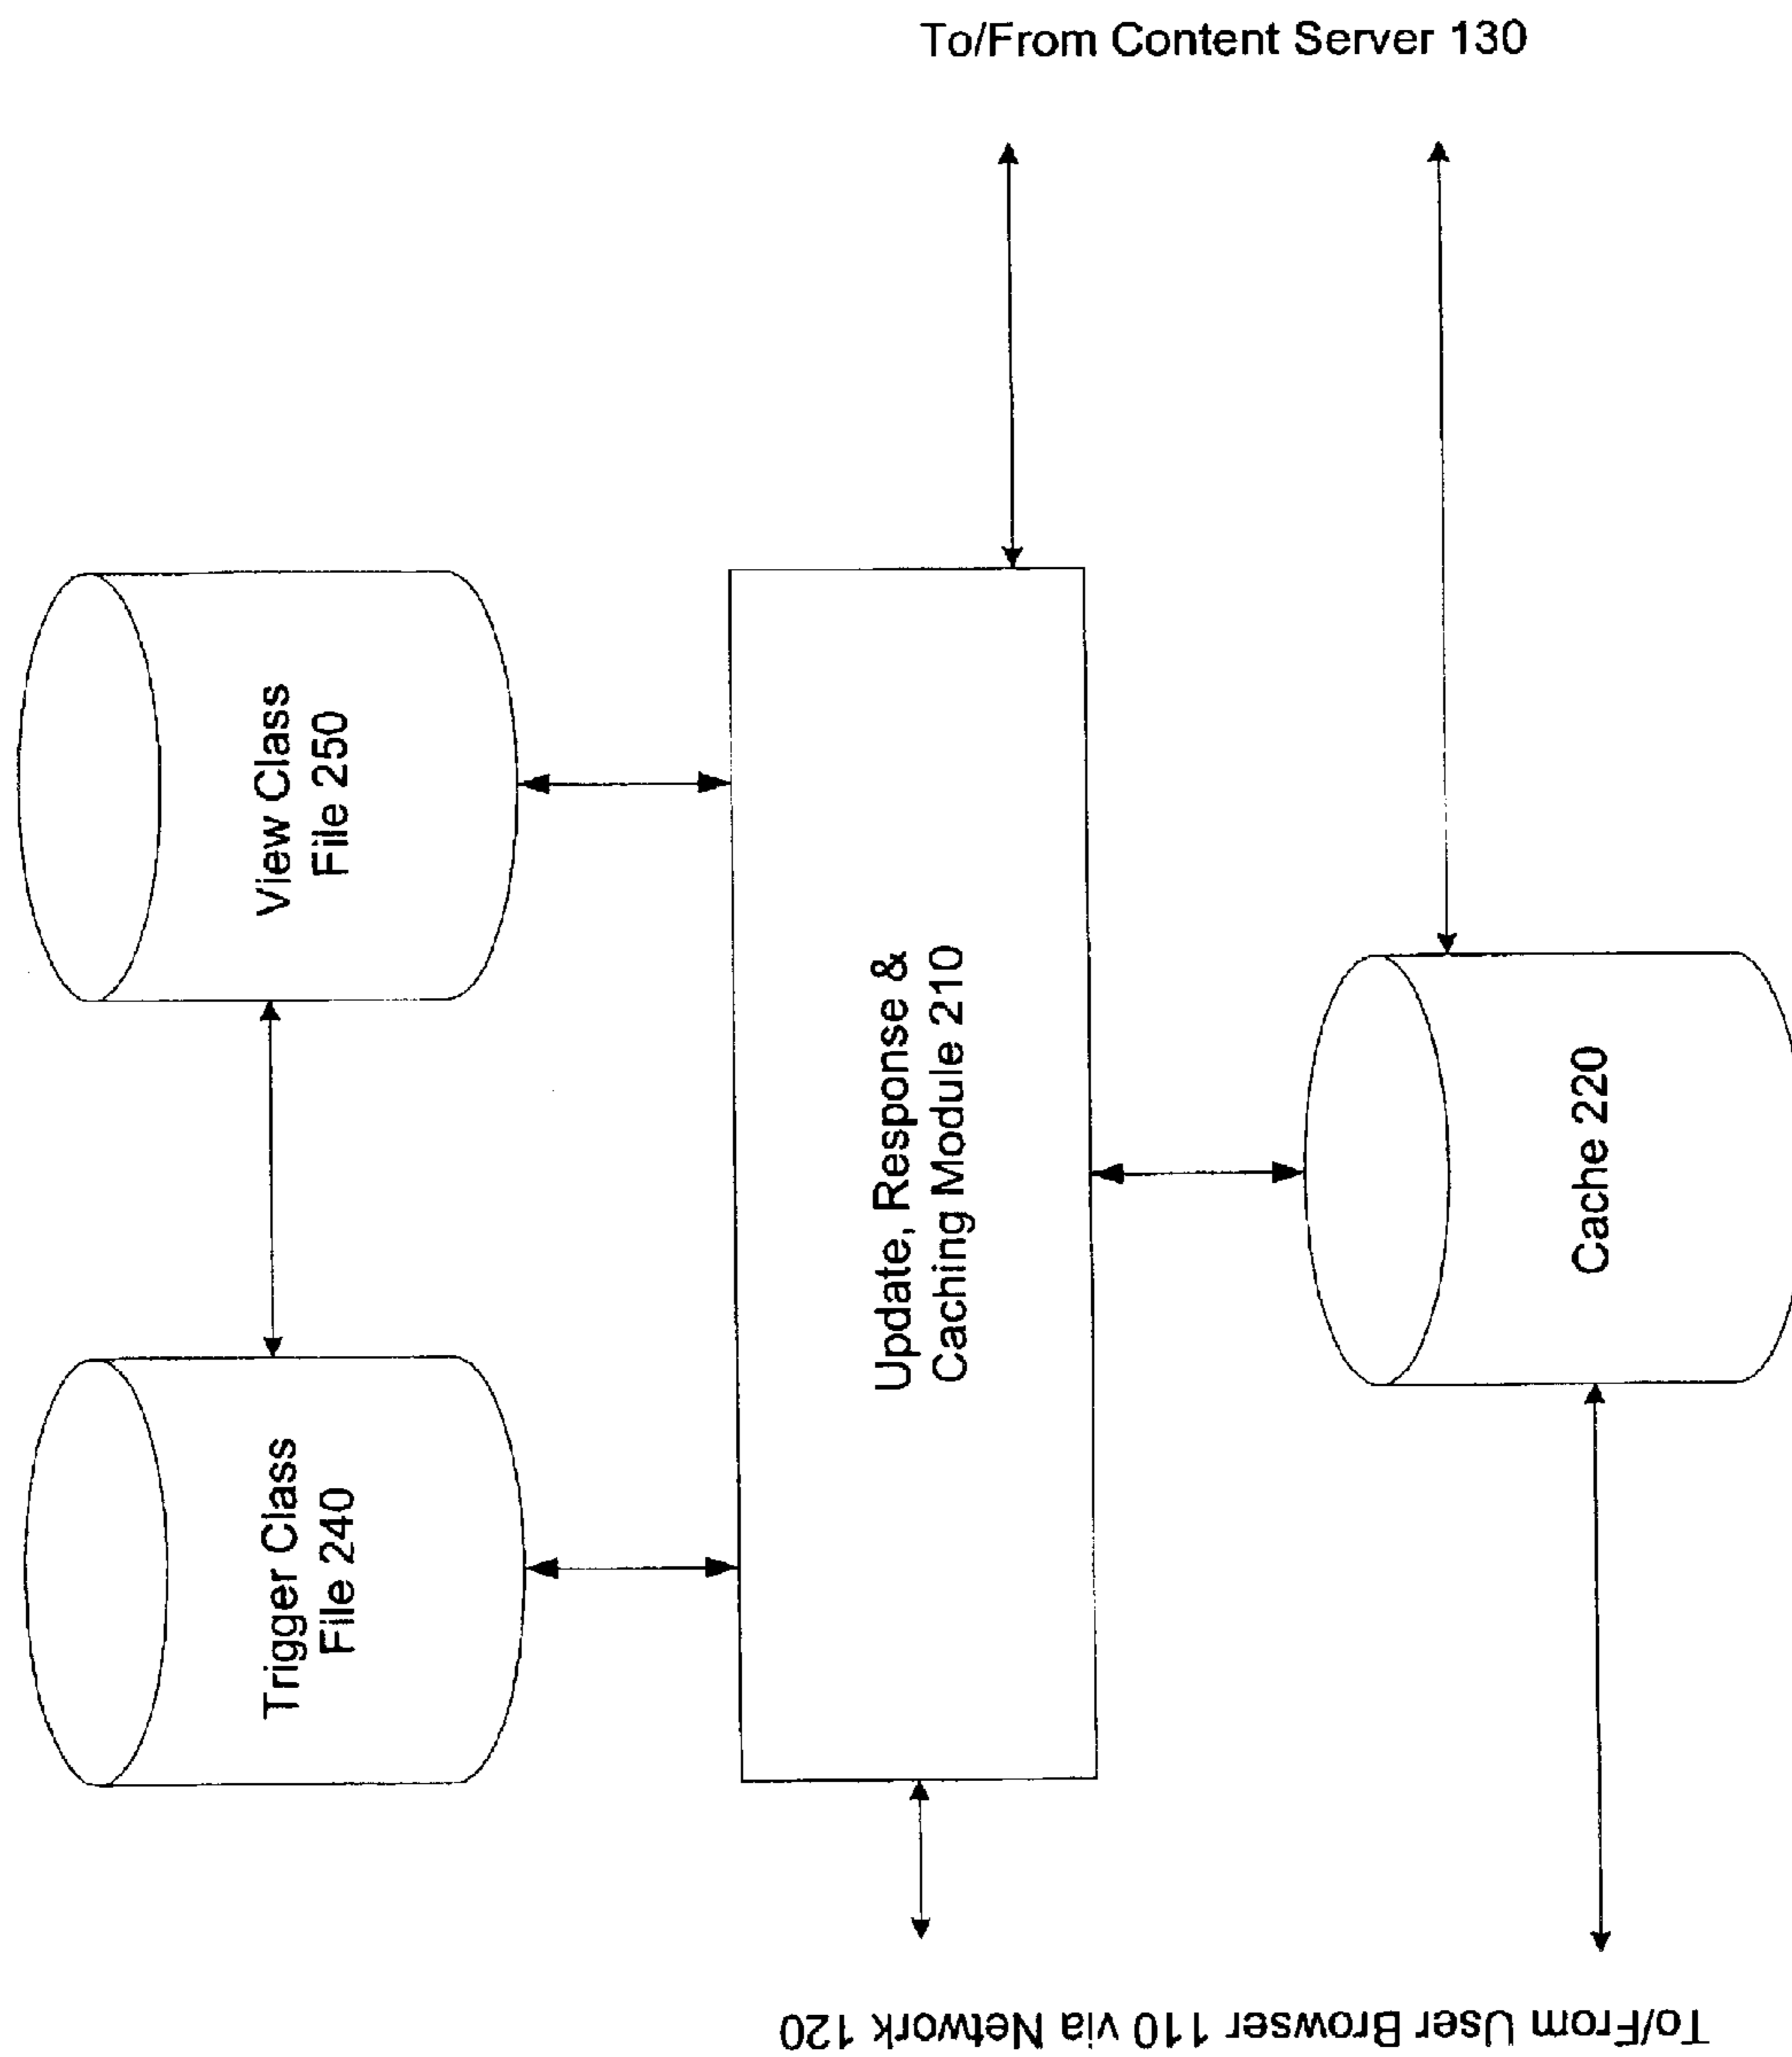 To/From Content Server 130
View Class
File 250
Trigger Class
File 240
Update, Response &
Caching Module 210
Cache 220
To/From User Browser 110 via Network 120